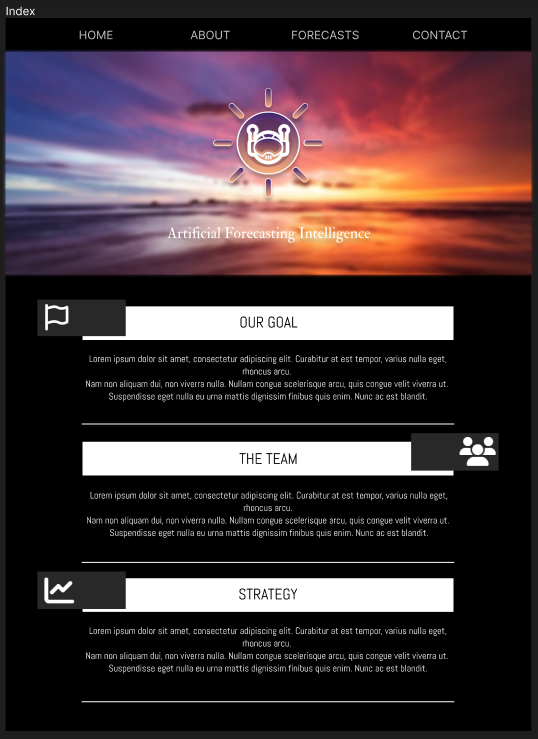 Index
HOME ABOUT FORECASTS CONTACT
Artificial Forecasting Intelligence
OUR GOAL
Lorem ipsum dolor sit amet, consectetur adipiscing elit. Curabitur at est tempor, varius nulla eget,
rhoncus arcu.
Nam non aliquam dui, non viverra nulla. Nullam congue scelerisque arcu, quis congue velit viverra ut.
Suspendisse eget nulla eu urna mattis dignissim finibus quis enim. Nunc ac est blandit.
THE TEAM
Lorem ipsum dolor sit amet, consectetur adipiscing elit. Curabitur at est tempor, varius nulla eget,
rhoncus arcu.
Nam non aliquam dui, non viverra nulla. Nullam congue scelerisque arcu, quis congue velit viverra ut.
Suspendisse eget nulla eu urna mattis dignissim finibus quis enim. Nunc ac est blandit.
STRATEGY
Lorem ipsum dolor sit amet, consectetur adipiscing elit. Curabitur at est tempor, varius nulla eget,
rhoncus arcu.
Nam non aliquam dui, non viverra nulla. Nullam congue scelerisque arcu, quis congue velit viverra ut.
Suspendisse eget nulla eu urna mattis dignissim finibus quis enim. Nunc ac est blandit.